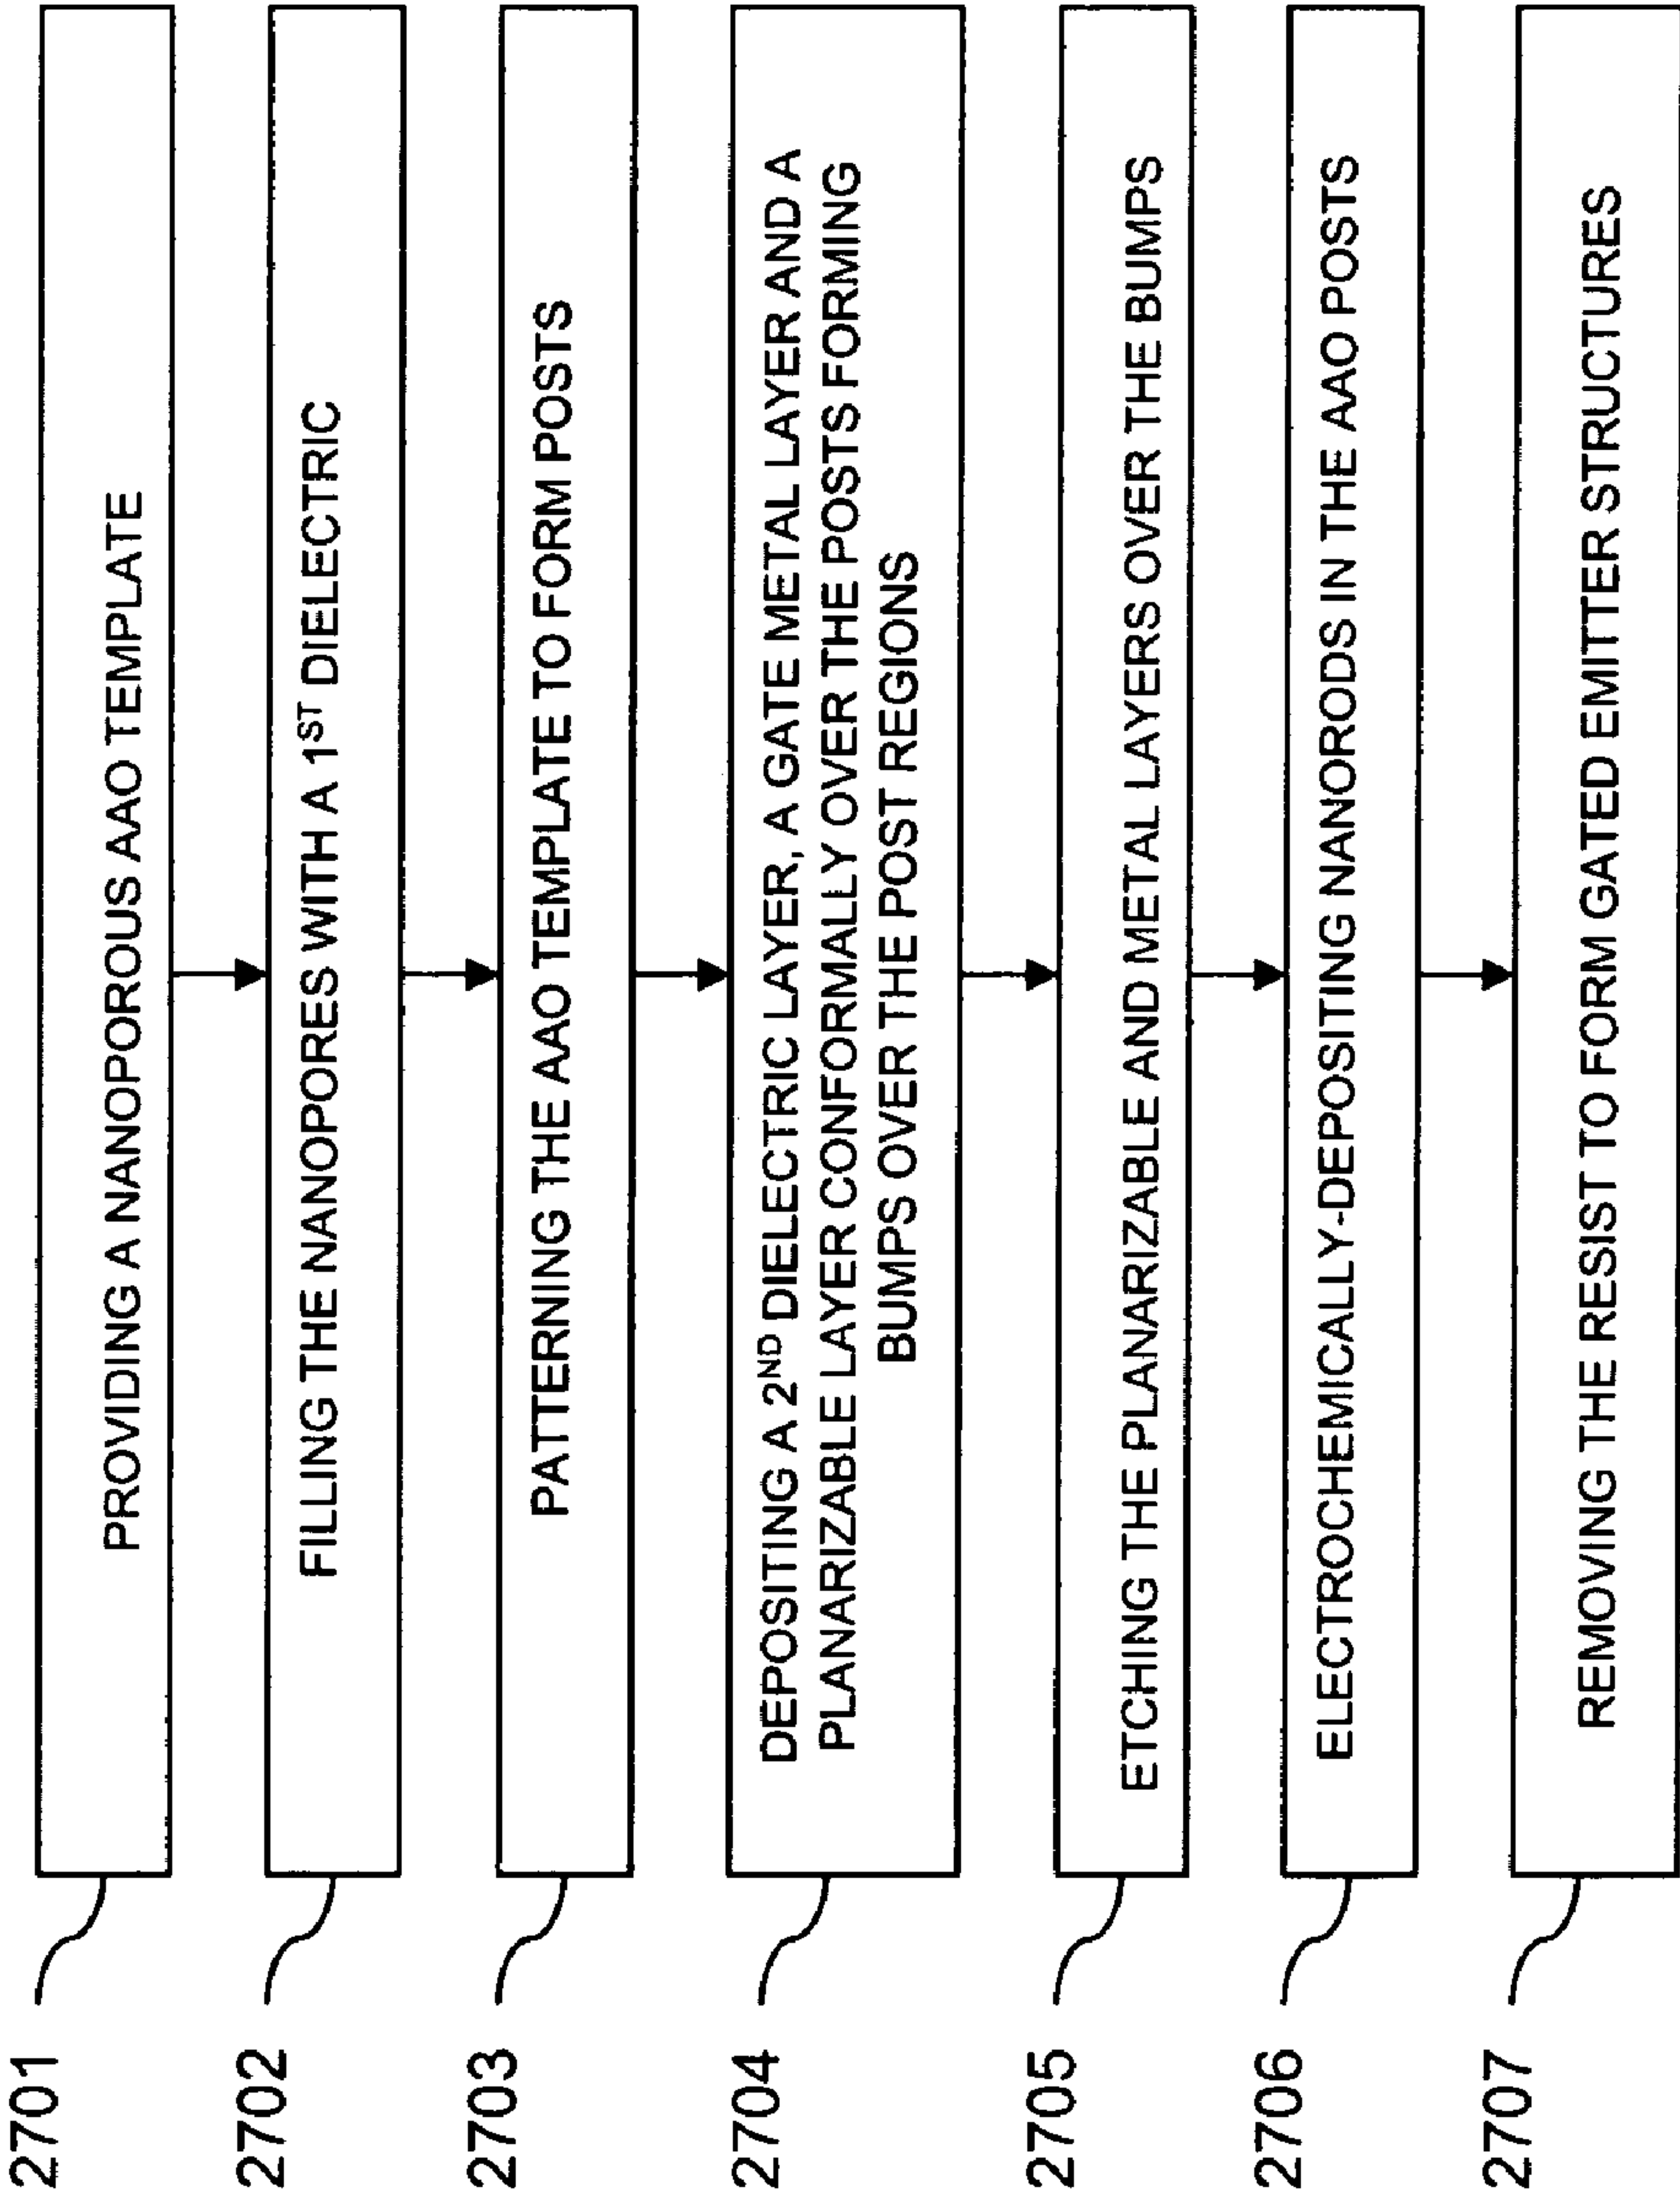 2701
PROVIDING A NANOPOROUS AAO TEMPLATE
2702
FILLING THE NANOPORES WITH A 1ST DIELECTRIC
2703
PATTERNING THE AAO TEMPLATE TO FORM POSTS
2704
DEPOSITING A 2ND DIELECTRIC LAYER, A GATE METAL LAYER AND A
PLANARIZABLE LAYER CONFORMALLY OVER THE POSTS FORMING
BUMPS OVER THE POST REGIONS
2705
ETCHING THE PLANARIZABLE AND METAL LAYERS OVER THE BUMPS
2706
ELECTROCHEMICALLY-DEPOSITING NANORODS IN THE AAO POSTS
2707
REMOVING THE RESIST TO FORM GATED EMITTER STRUCTURES